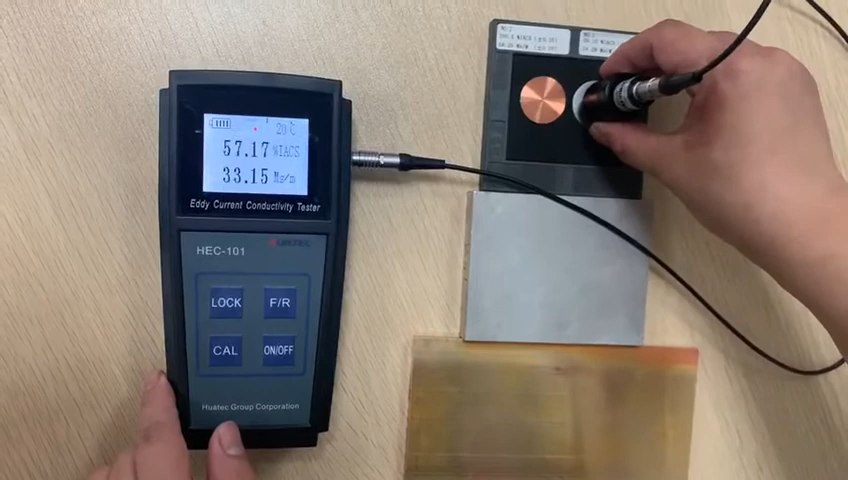 20℃
57.17 %IACS
33.15 Ms/m
Eddy Current Conductivity Tester
HEC-101
LOCK
F/R
CAL
ON/OFF
Huatec Group Corporation